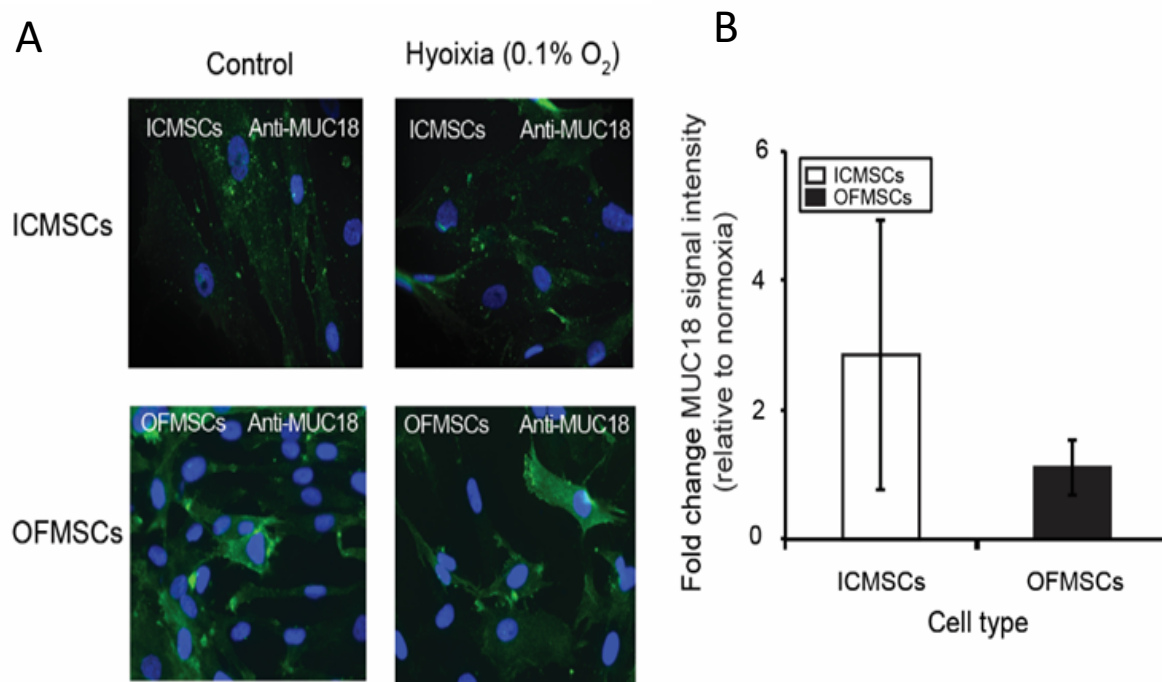 A
Control
Hyoixia (0.1% O₂)
ICMSCs
ICMSCs Anti-MUC18
ICMSCs Anti-MUC18
OFMSCs
OFMSCs Anti-MUC18
OFMSCs Anti-MUC18
B
Fold change MUC18 signal intensity
(relative to normoxia)
6
4
2
0
ICMSCs
OFMSCs
ICMSCs
OFMSCs
Cell type